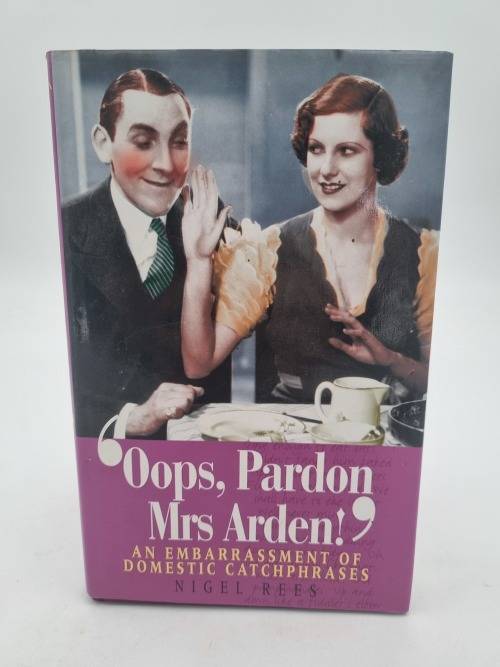 ‘Oops, Pardon
Mrs Arden!’
AN EMBARRASSMENT OF
DOMESTIC CATCHPHRASES
NIGEL REES